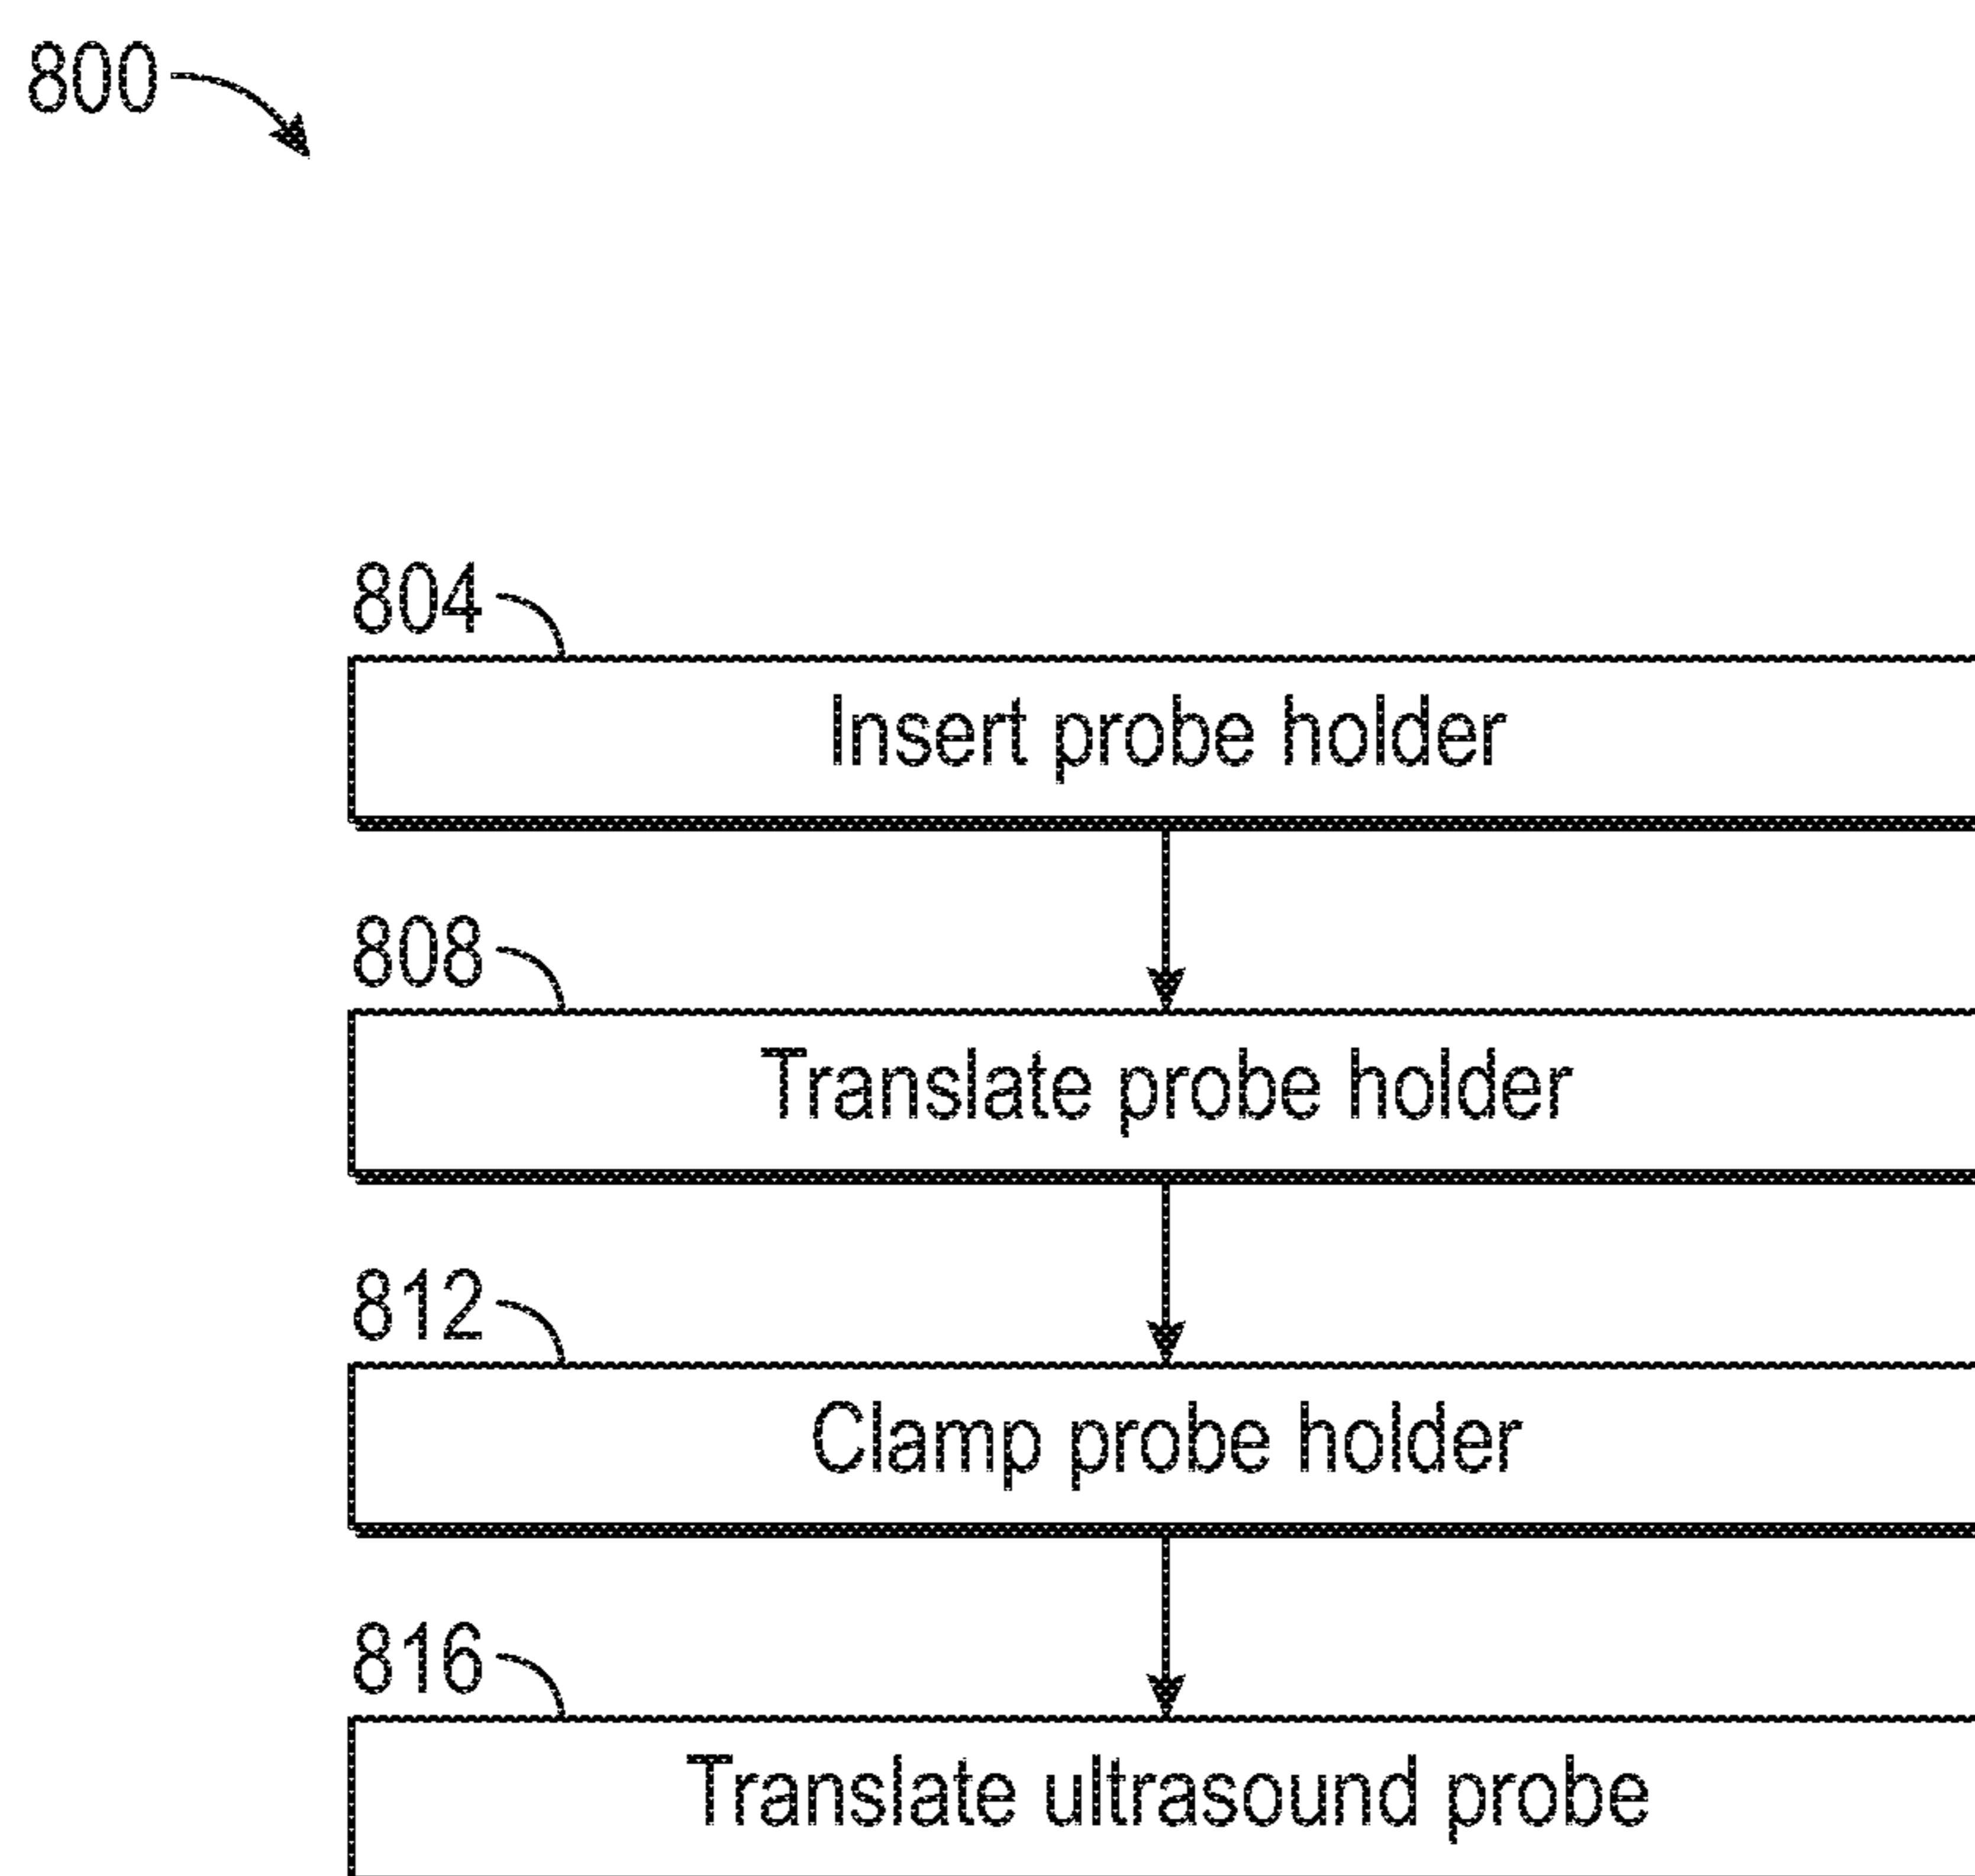 800
804
Insert probe holder
808
Translate probe holder
812
Clamp probe holder
816
Translate ultrasound probe